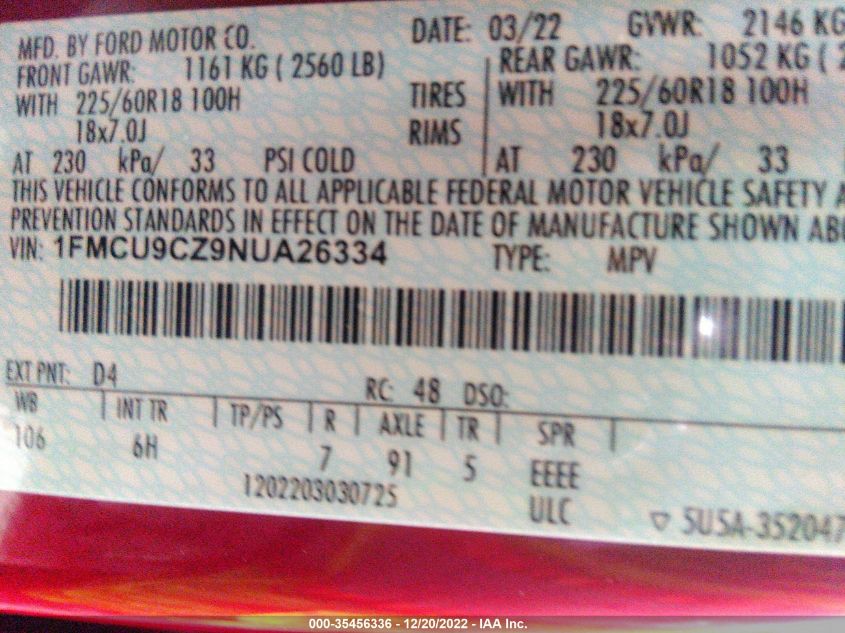 MFD. BY FORD MOTOR CO. DATE: 03/22 GVWR: 2146 KG
FRONT GAWR: 1161 KG ( 2560 LB) REAR GAWR: 1052 KG ( 2
WITH 225/60R18 100H TIRES WITH 225/60R18 100H
18x7.0J RIMS 18x7.0J
AT 230 kPa/ 33 PSI COLD AT 230 kPa/ 33
THIS VEHICLE CONFORMS TO ALL APPLICABLE FEDERAL MOTOR VEHICLE SAFETY A
PREVENTION STANDARDS IN EFFECT ON THE DATE OF MANUFACTURE SHOWN ABO
VIN: 1FMCU9CZ9NUA26334 TYPE: MPV
EXT PNT: D4 RC: 48 DSO:
WB INT TR TP/PS R AXLE TR SPR
106 6H 7 91 5 EEEE
1202203030725 ULC
5U5A-352047
000-35456336 - 12/20/2022 - IAA Inc.